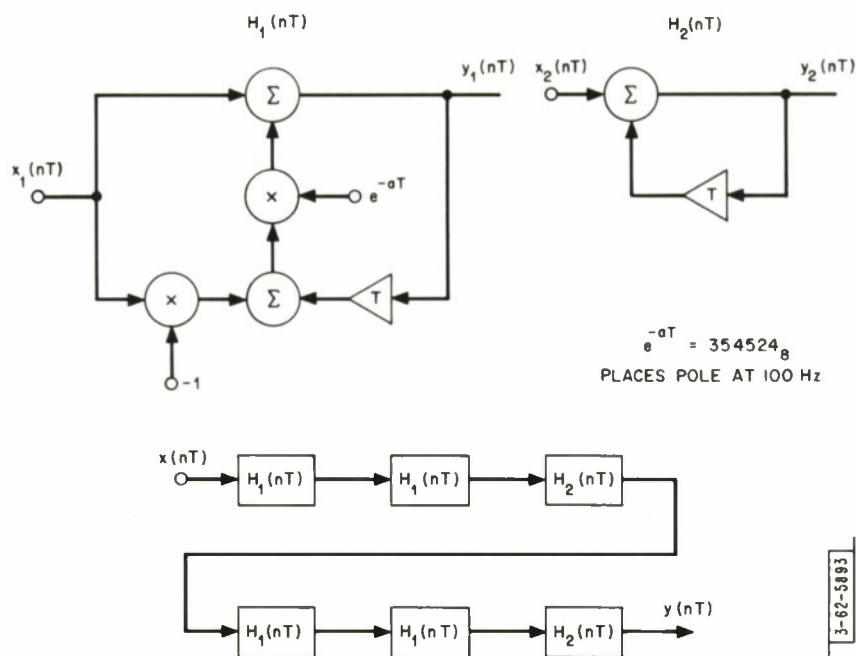 H₁(nT)
H₂(nT)
x₁(nT)
Σ
y₁(nT)
×
e^-aT
×
Σ
T
-1
x₂(nT)
Σ
y₂(nT)
T
e^-aT = 354524₈
PLACES POLE AT 100 Hz
x(nT)
H₁(nT)
H₁(nT)
H₂(nT)
H₁(nT)
H₁(nT)
H₂(nT)
y(nT)
3-62-5893